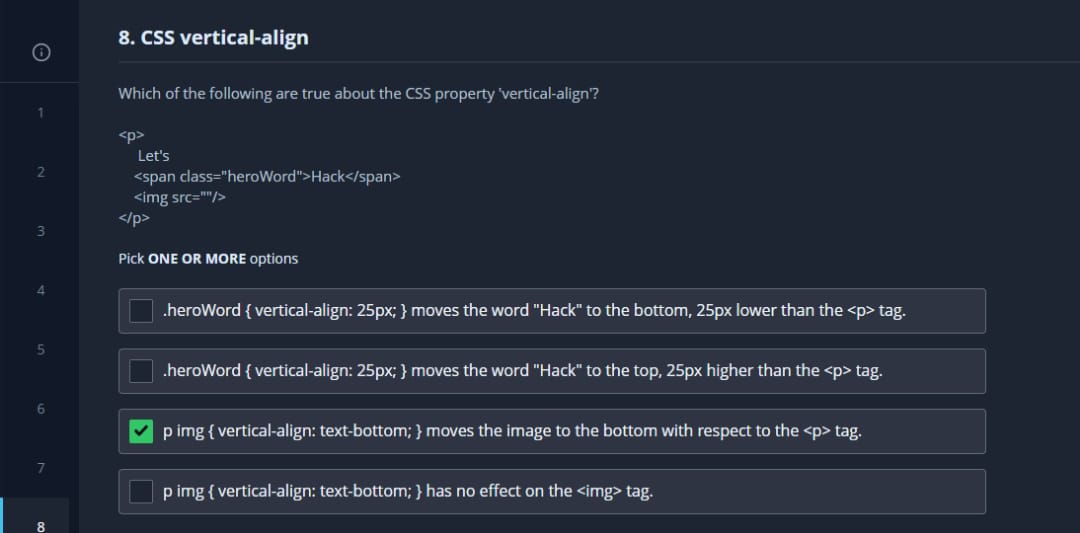 8. CSS vertical-align
Which of the following are true about the CSS property 'vertical-align'?
<p>
Let's
<span class="heroWord">Hack</span>
<img src=""/>
</p>
Pick ONE OR MORE options
.heroWord { vertical-align: 25px; } moves the word "Hack" to the bottom, 25px lower than the <p> tag.
.heroWord { vertical-align: 25px; } moves the word "Hack" to the top, 25px higher than the <p> tag.
p img { vertical-align: text-bottom; } moves the image to the bottom with respect to the <p> tag.
p img { vertical-align: text-bottom; } has no effect on the <img> tag.
1
2
3
4
5
6
7
8